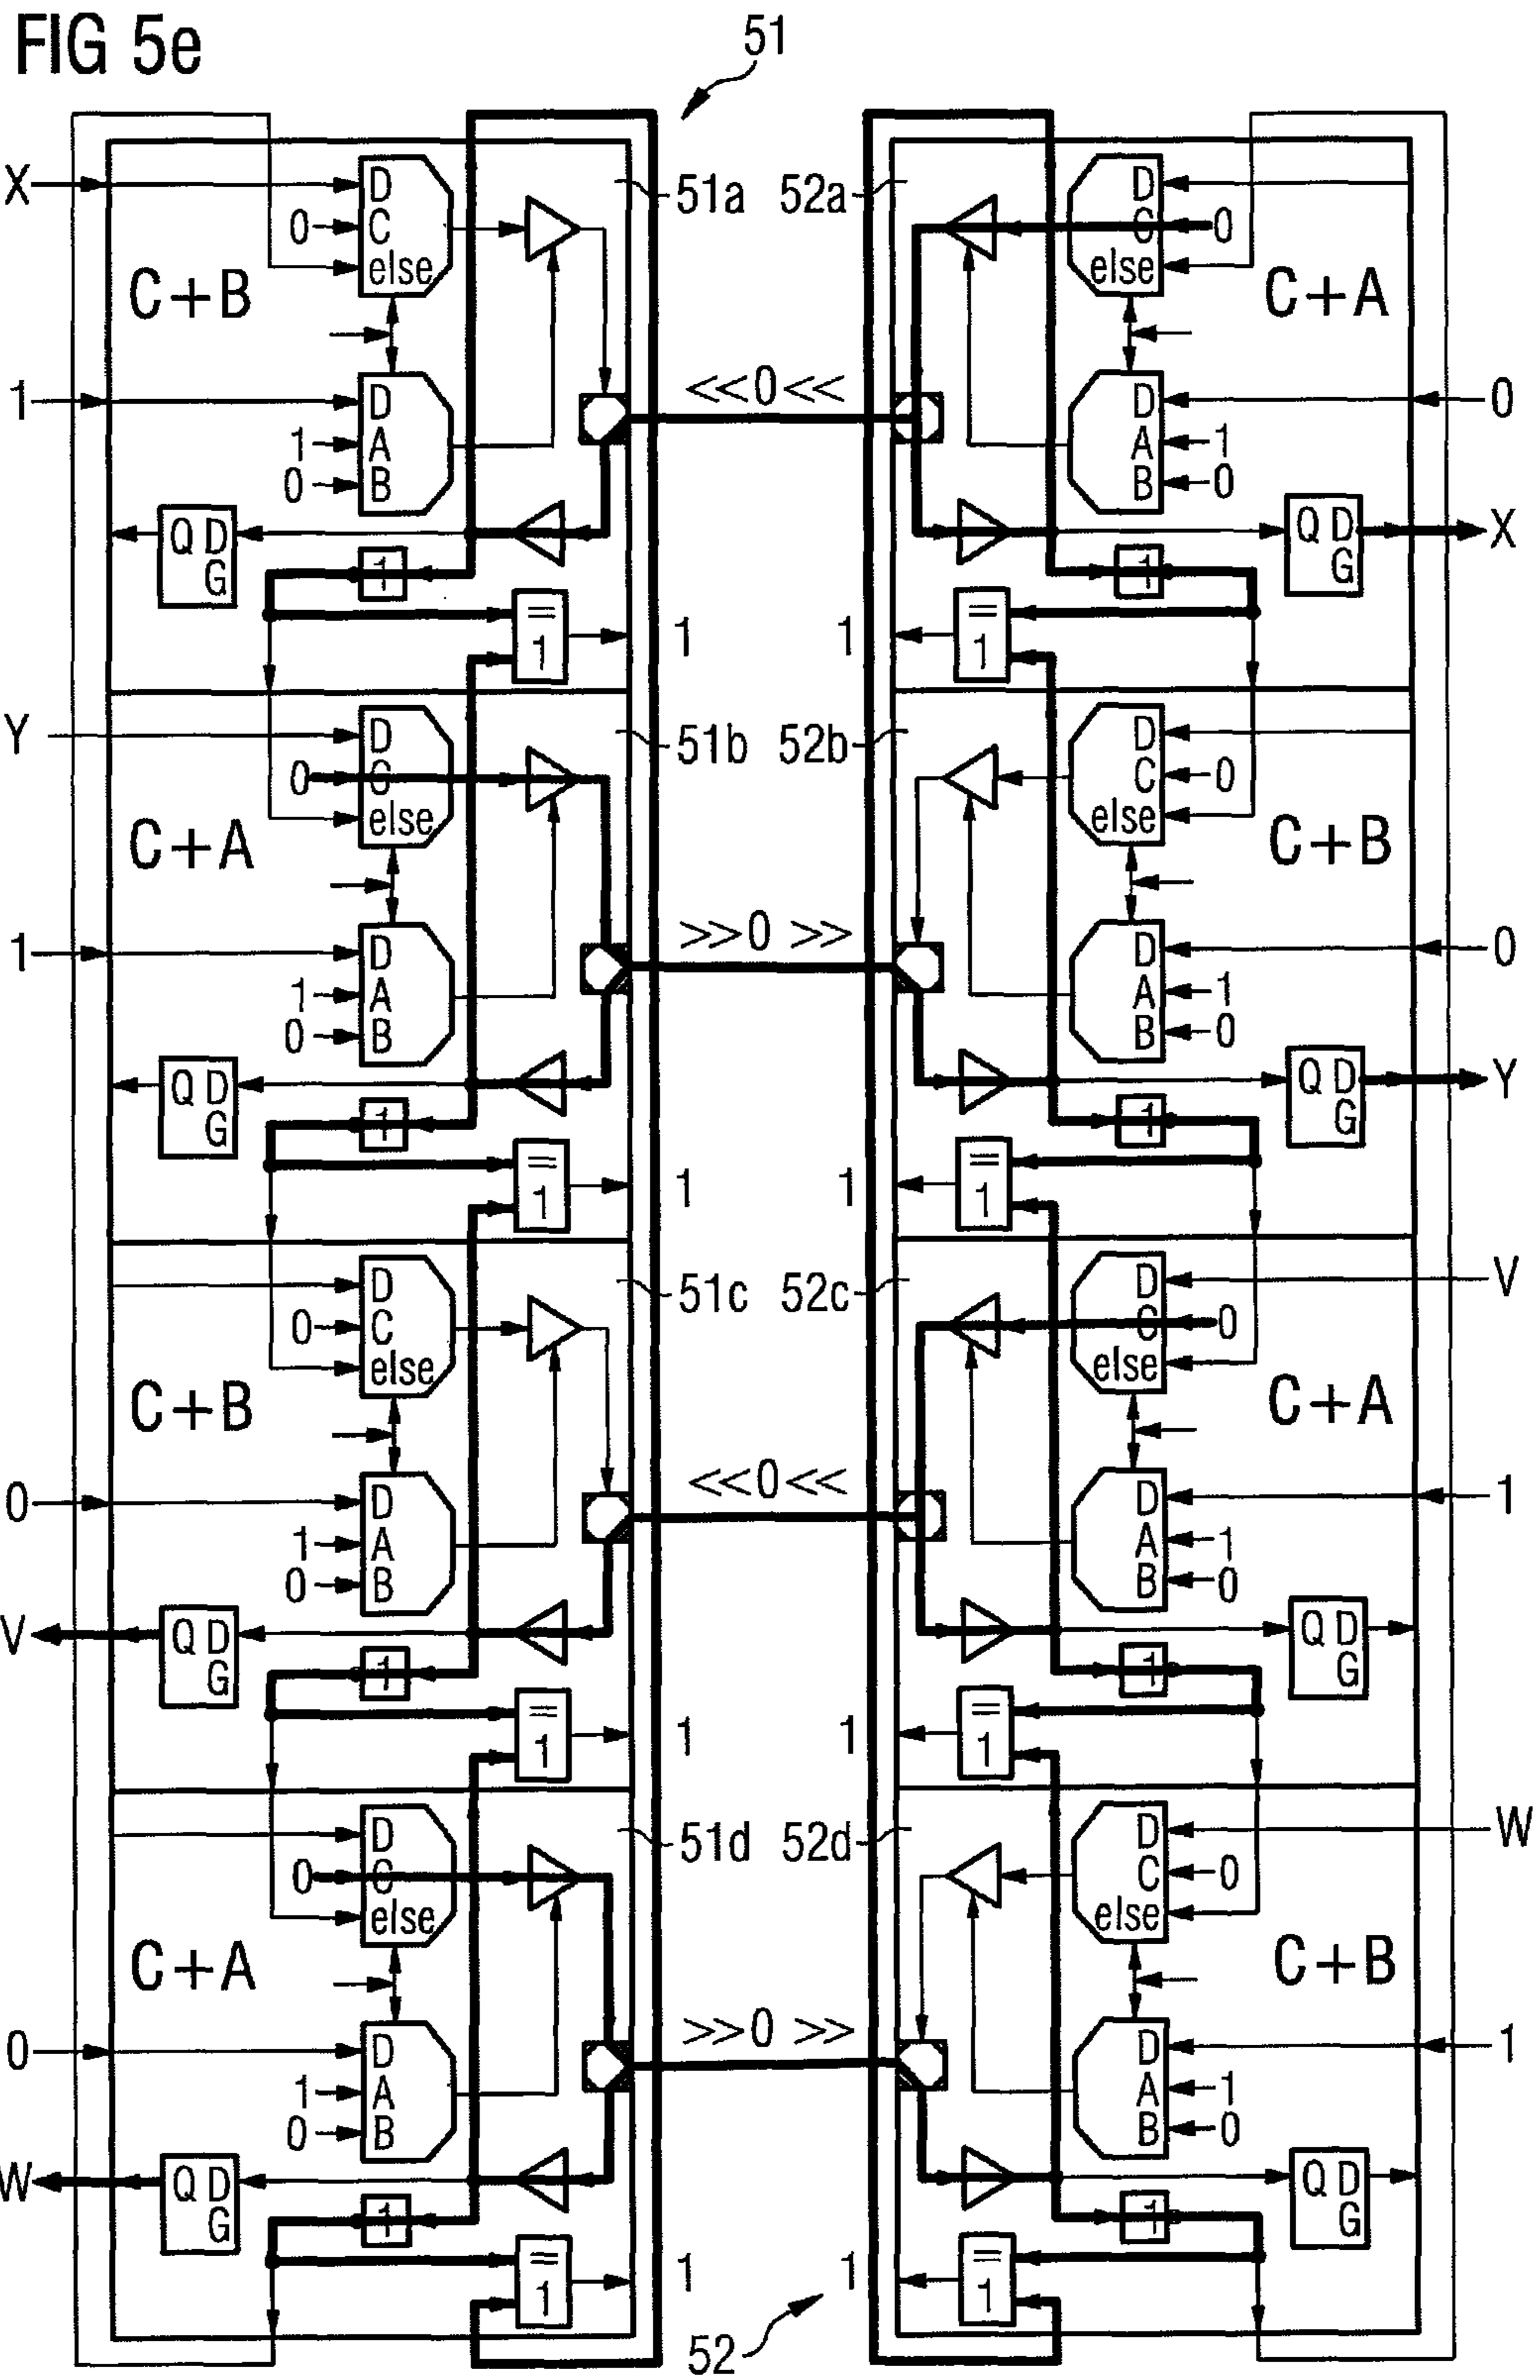 FIG 5e
51
X D 51a 52a D
0 C C 0
else else
C+B C+A
1 D <<0<< D 0
1 A A 1
0 B B 0
Q D Q D X
G 1 1 G
= =
1 1 1 1
Y D 51b 52b D
0 C C 0
else else
C+A C+B
1 D >>0 >> D 0
1 A A 1
0 B B 0
Q D Q D Y
G 1 1 G
= =
1 1 1 1
D 51c 52c D V
0 C C 0
else else
C+B C+A
0 D <<0<< D 1
1 A A 1
0 B B 0
V Q D Q D
G 1 1 G
= =
1 1 1 1
D 51d 52d D W
0 C C 0
else else
C+A C+B
0 D >>0 >> D 1
1 A A 1
0 B B 0
W Q D Q D
G 1 1 G
= =
1 1 1 1
52